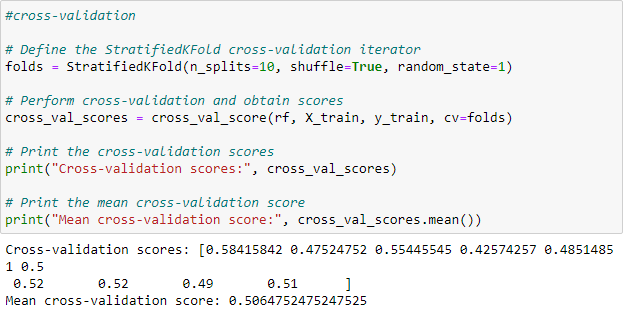 #cross-validation
# Define the StratifiedKFold cross-validation iterator
folds = StratifiedKFold(n_splits=10, shuffle=True, random_state=1)
# Perform cross-validation and obtain scores
cross_val_scores = cross_val_score(rf, X_train, y_train, cv=folds)
# Print the cross-validation scores
print("Cross-validation scores:", cross_val_scores)
# Print the mean cross-validation score
print("Mean cross-validation score:", cross_val_scores.mean())
Cross-validation scores: [0.58415842 0.47524752 0.55445545 0.42574257 0.4851485
1 0.5
 0.52       0.52       0.49       0.51      ]
Mean cross-validation score: 0.5064752475247525